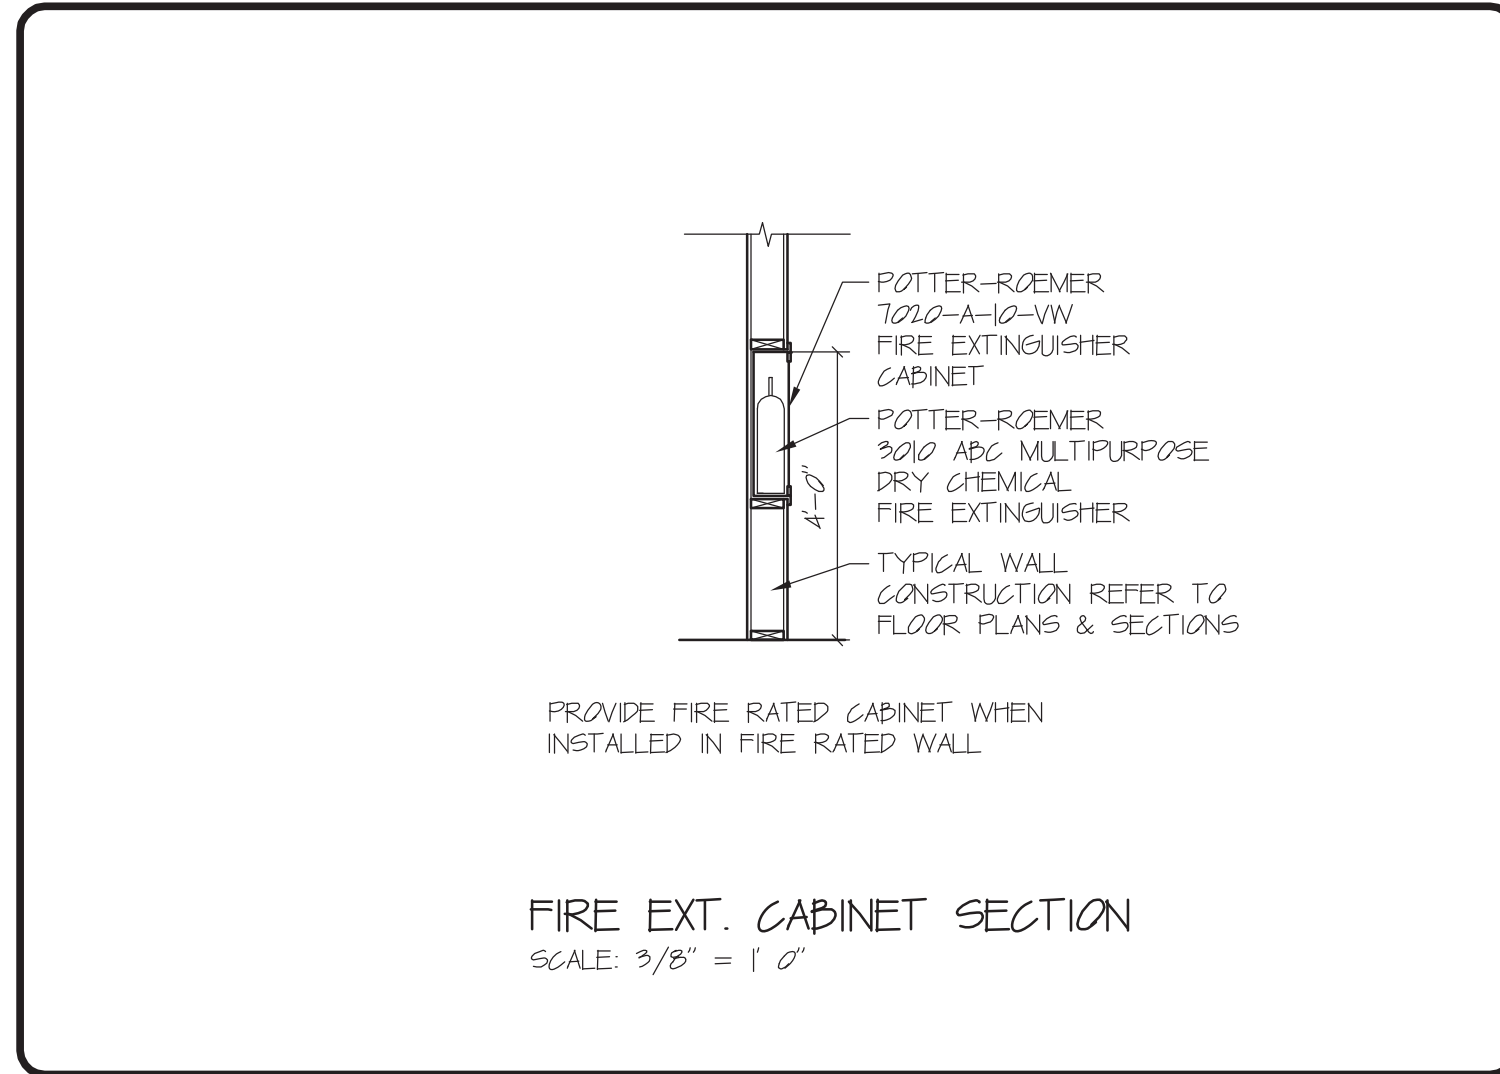 POTTER-ROEMER
7020-A-10-VW
FIRE EXTINGUISHER
CABINET
POTTER-ROEMER
3010 ABC MULTIPURPOSE
DRY CHEMICAL
FIRE EXTINGUISHER
4'-0"
TYPICAL WALL
CONSTRUCTION REFER TO
FLOOR PLANS & SECTIONS
PROVIDE FIRE RATED CABINET WHEN
INSTALLED IN FIRE RATED WALL
FIRE EXT. CABINET SECTION
SCALE: 3/8" = 1' 0"